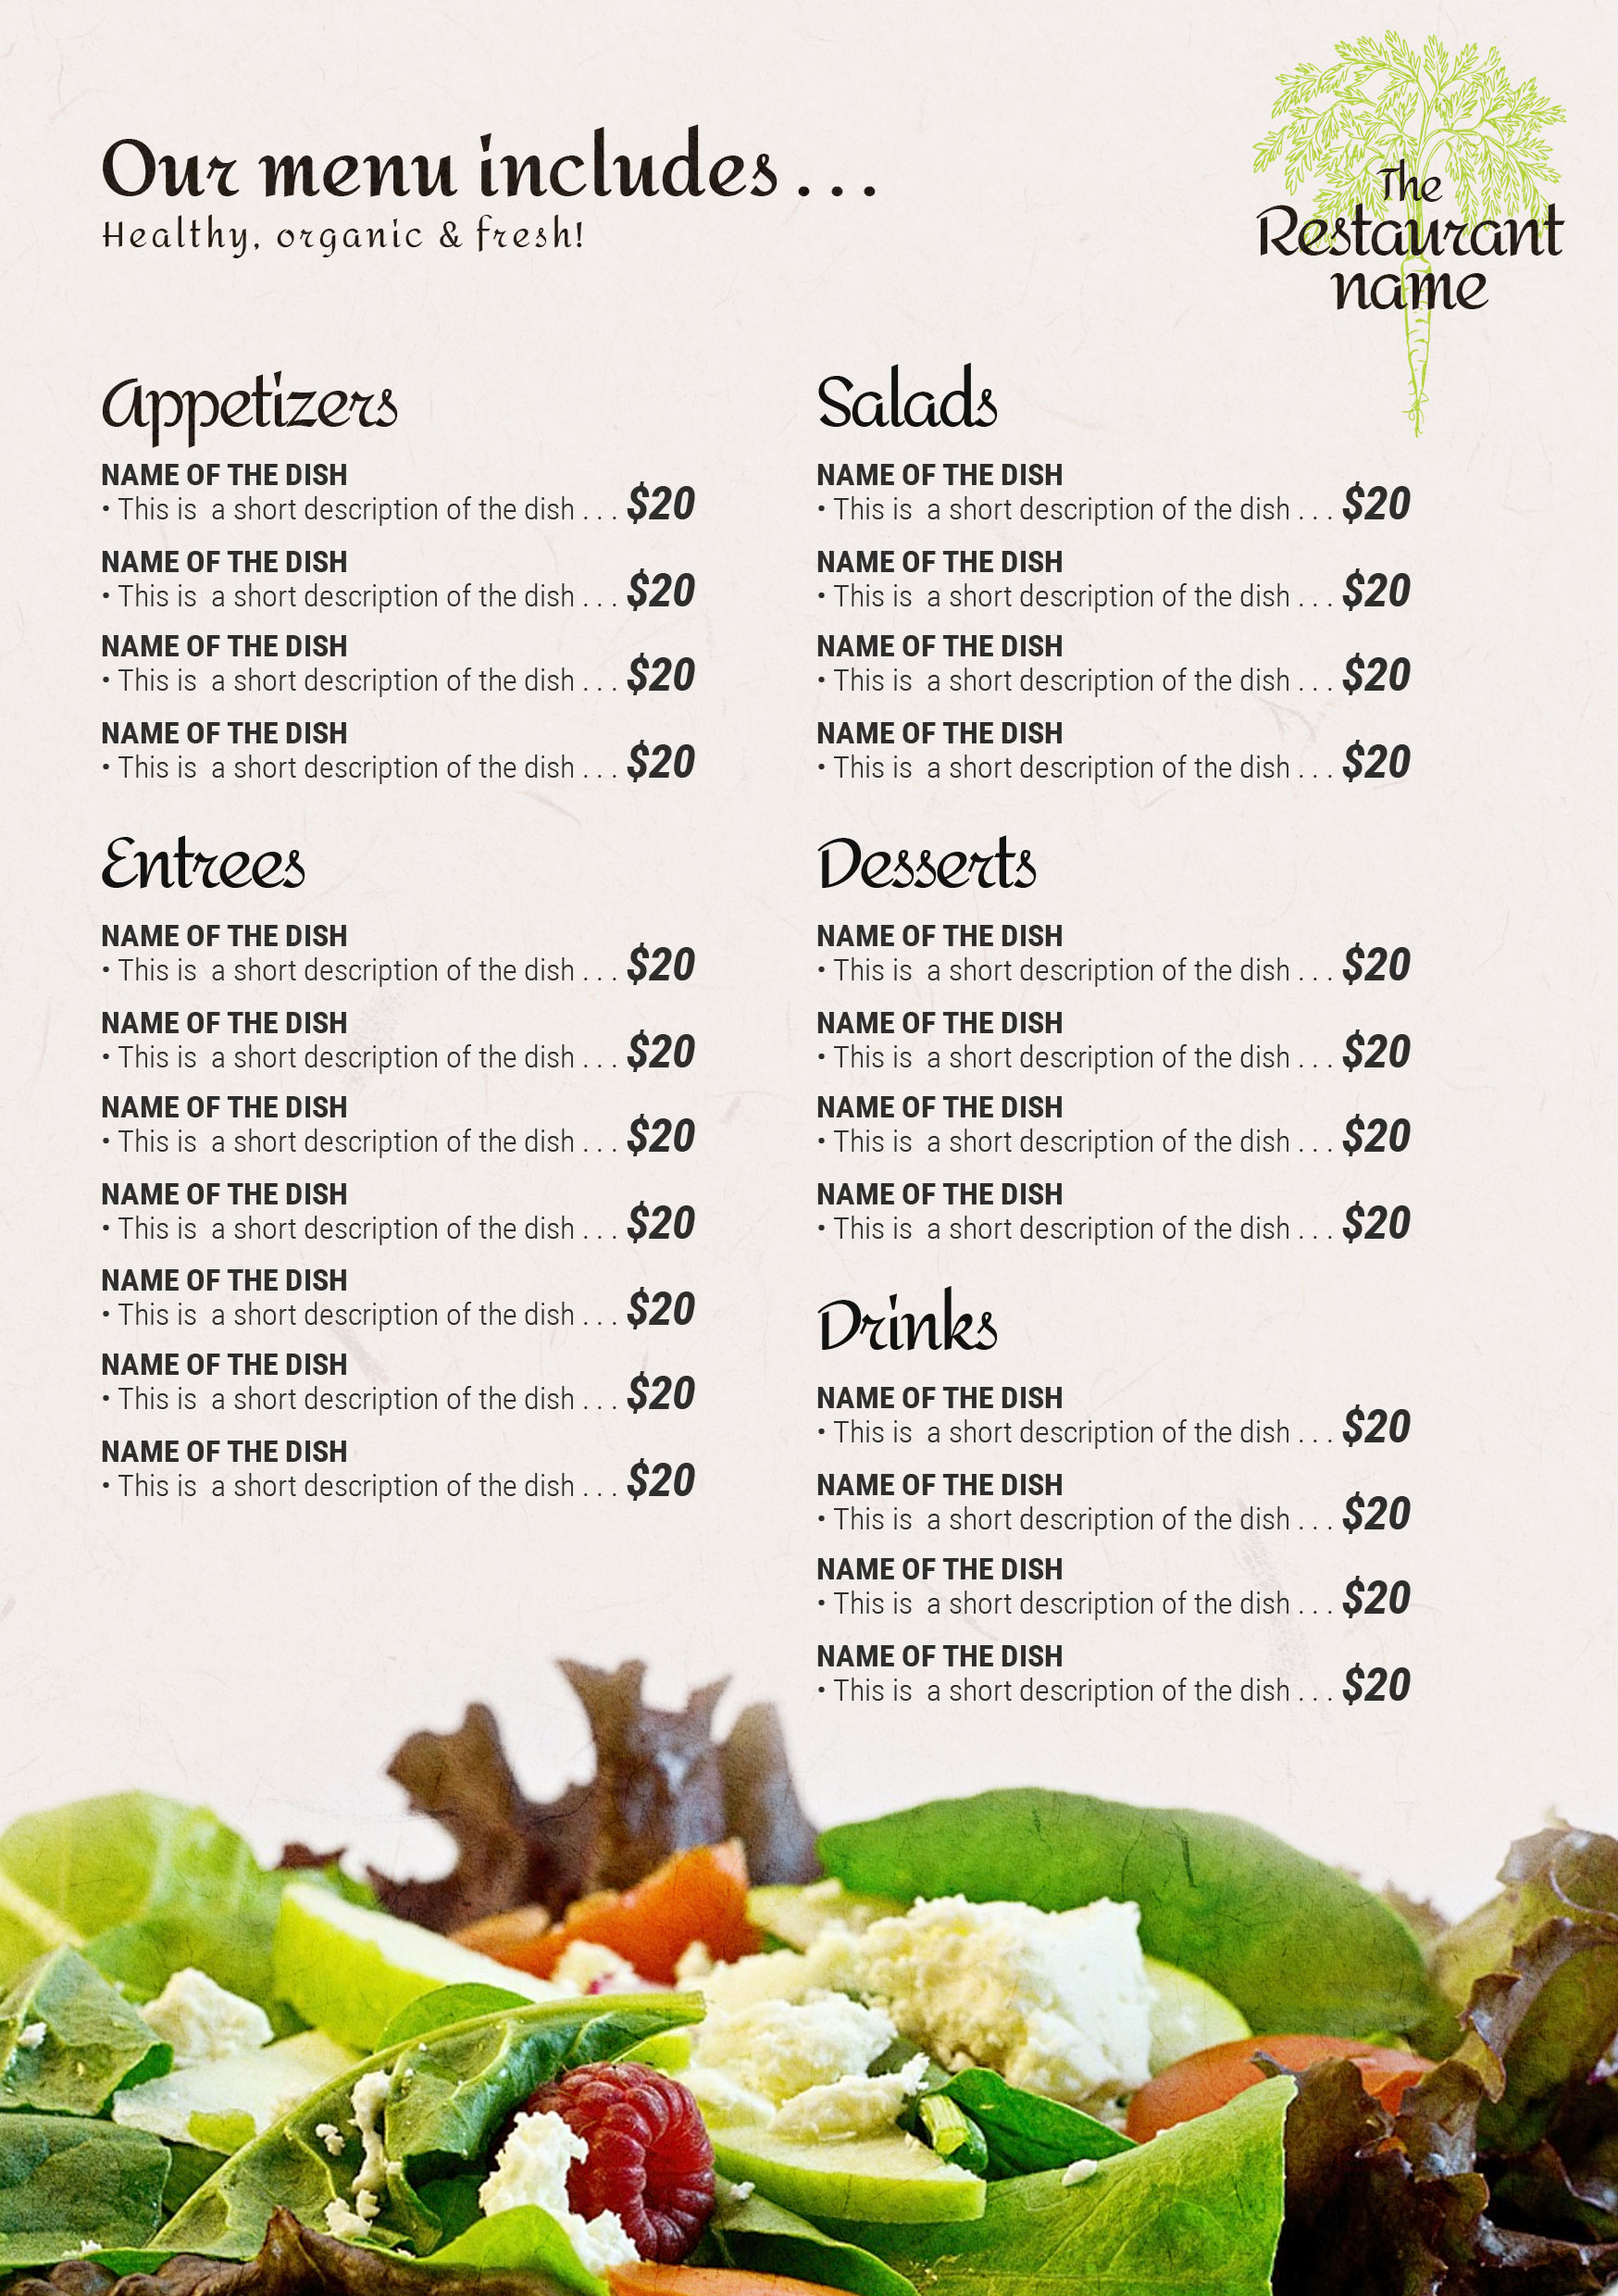 Our menu includes...
Healthy, organic & fresh!
The
Restaurant
name
Appetizers
NAME OF THE DISH
• This is  a short description of the dish . . . $20
NAME OF THE DISH
• This is  a short description of the dish . . . $20
NAME OF THE DISH
• This is  a short description of the dish . . . $20
NAME OF THE DISH
• This is  a short description of the dish . . . $20
Entrees
NAME OF THE DISH
• This is  a short description of the dish . . . $20
NAME OF THE DISH
• This is  a short description of the dish . . . $20
NAME OF THE DISH
• This is  a short description of the dish . . . $20
NAME OF THE DISH
• This is  a short description of the dish . . . $20
NAME OF THE DISH
• This is  a short description of the dish . . . $20
NAME OF THE DISH
• This is  a short description of the dish . . . $20
NAME OF THE DISH
• This is  a short description of the dish . . . $20
Salads
NAME OF THE DISH
• This is  a short description of the dish . . . $20
NAME OF THE DISH
• This is  a short description of the dish . . . $20
NAME OF THE DISH
• This is  a short description of the dish . . . $20
NAME OF THE DISH
• This is  a short description of the dish . . . $20
Desserts
NAME OF THE DISH
• This is  a short description of the dish . . . $20
NAME OF THE DISH
• This is  a short description of the dish . . . $20
NAME OF THE DISH
• This is  a short description of the dish . . . $20
NAME OF THE DISH
• This is  a short description of the dish . . . $20
Drinks
NAME OF THE DISH
• This is  a short description of the dish . . . $20
NAME OF THE DISH
• This is  a short description of the dish . . . $20
NAME OF THE DISH
• This is  a short description of the dish . . . $20
NAME OF THE DISH
• This is  a short description of the dish . . . $20